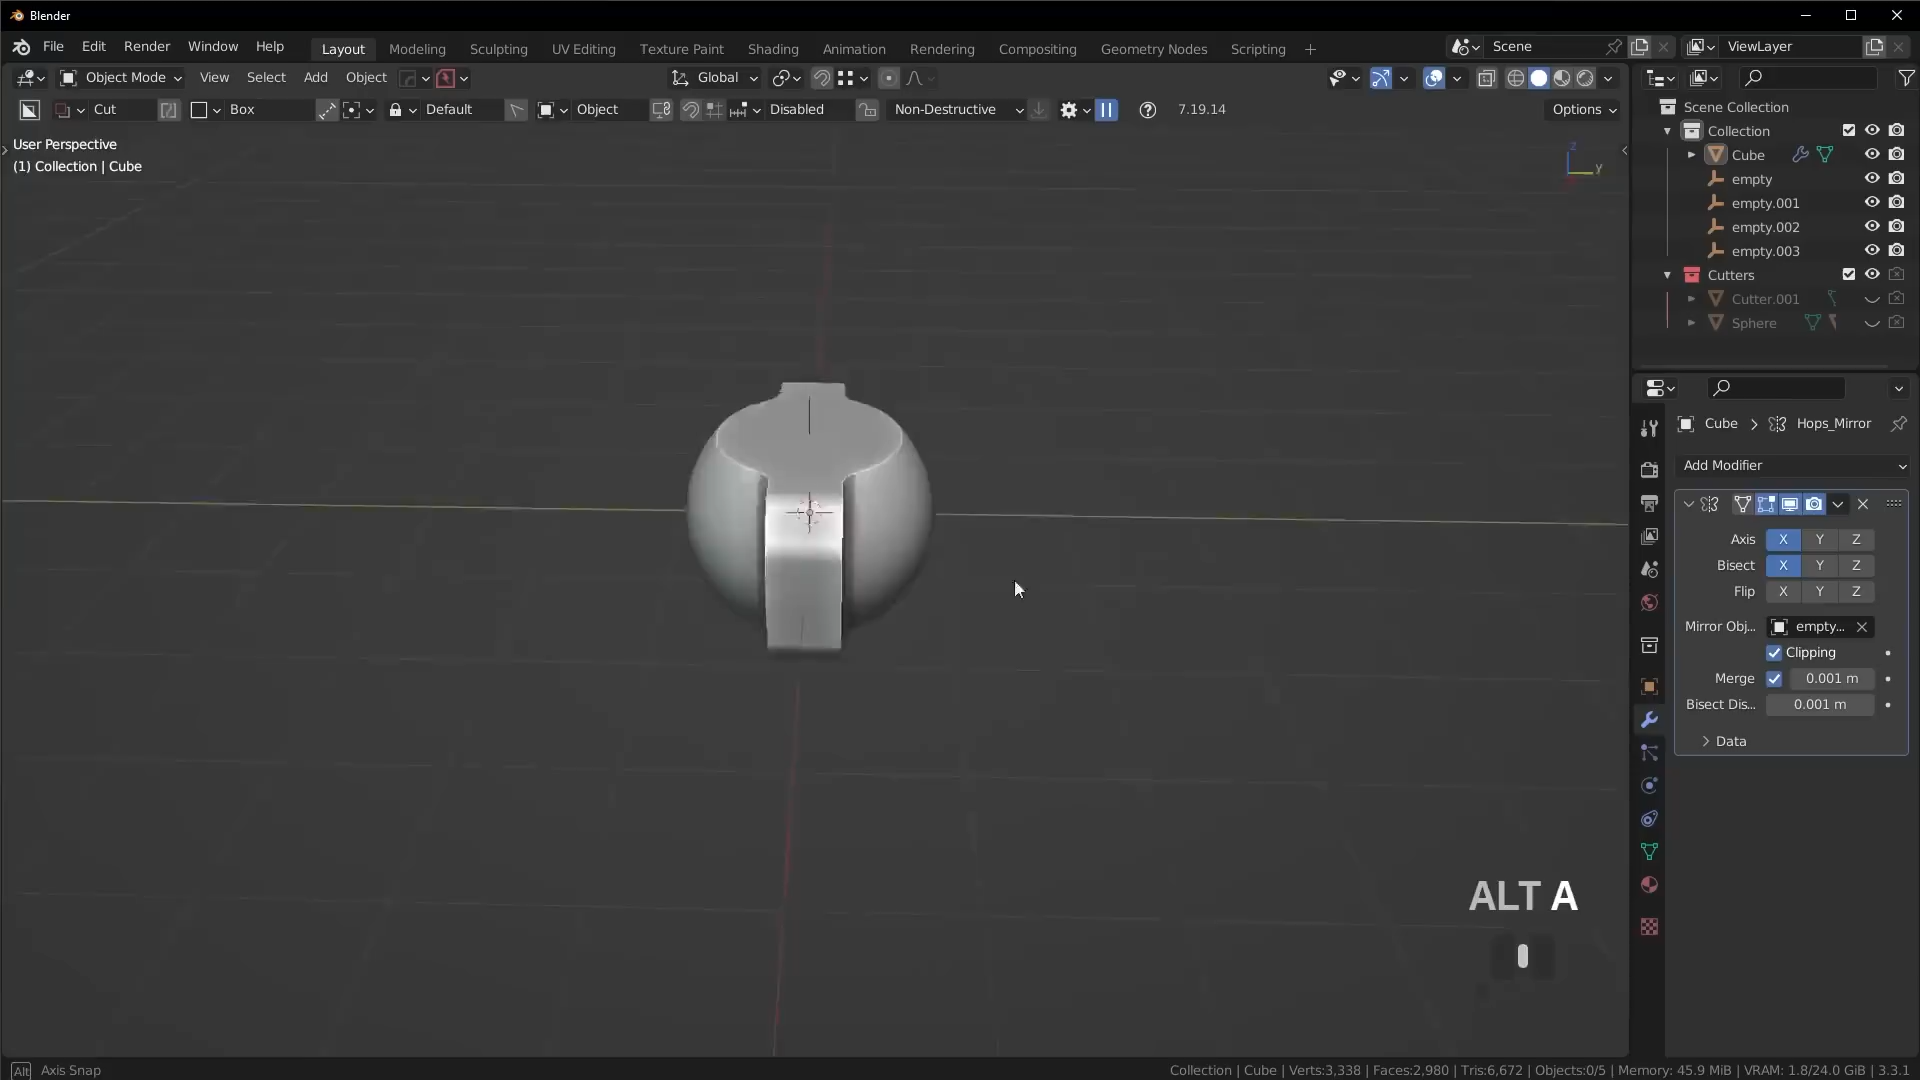 Blender
File Edit Render Window Help Layout Modeling Sculpting UV Editing Texture Paint Shading Animation Rendering Compositing Geometry Nodes Scripting + Scene ViewLayer
Object Mode View Select Add Object Global
Cut Box Default Object Disabled Non-Destructive 7.19.14 Options
User Perspective
(1) Collection | Cube
Z
Y
Scene Collection
Collection
Cube
empty
empty.001
empty.002
empty.003
Cutters
Cutter.001
Sphere
Cube > Hops_Mirror
Add Modifier
Axis X Y Z
Bisect X Y Z
Flip X Y Z
Mirror Obj... empty...
Clipping
Merge 0.001 m
Bisect Dis... 0.001 m
Data
ALT A
Alt Axis Snap
Collection | Cube | Verts:3,338 | Faces:2,980 | Tris:6,672 | Objects:0/5 | Memory: 45.9 MiB | VRAM: 1.8/24.0 GiB | 3.3.1